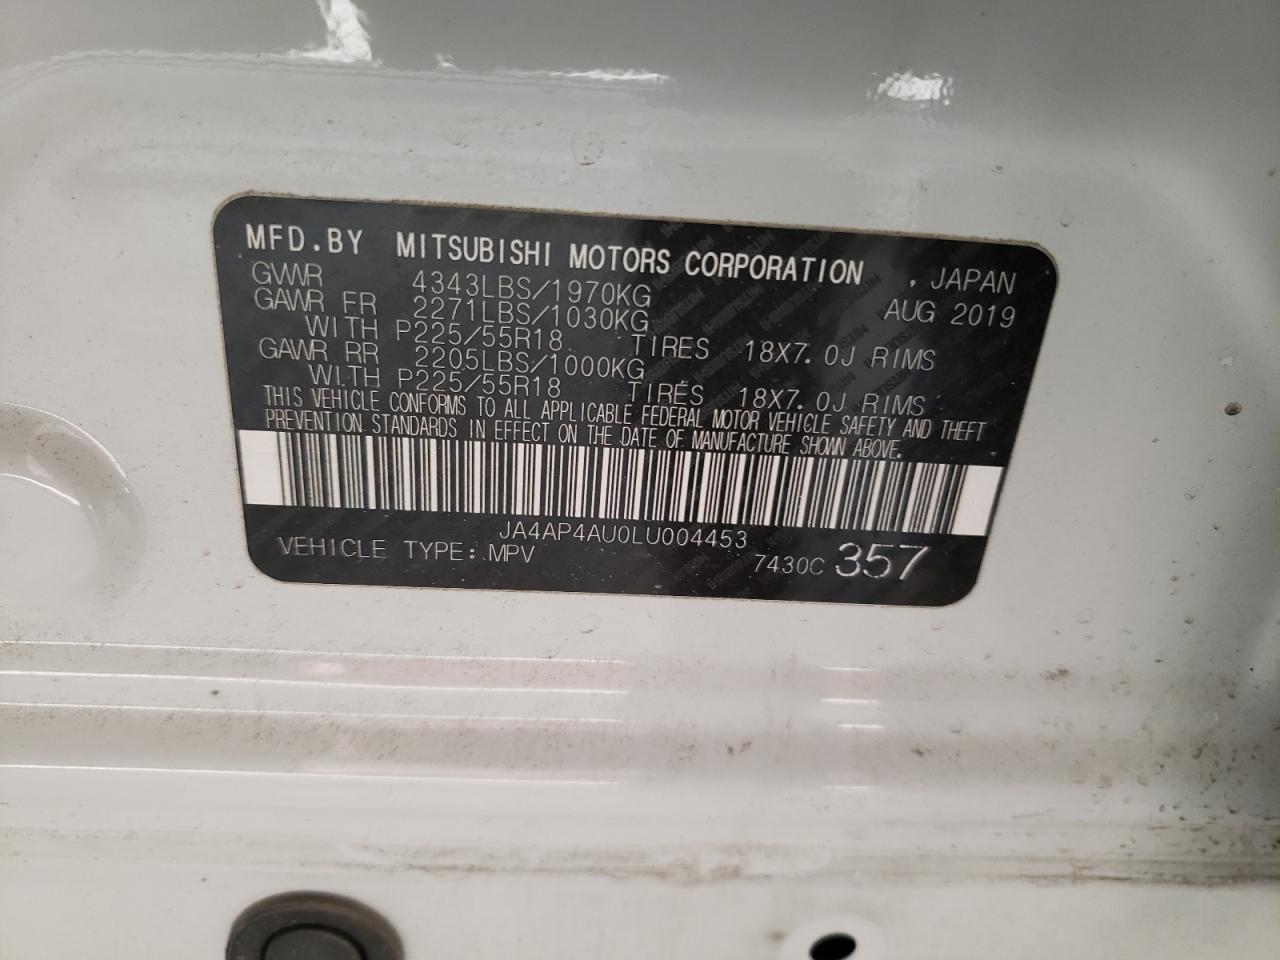 MFD.BY MITSUBISHI MOTORS CORPORATION , JAPAN
GVWR 4343LBS/1970KG AUG 2019
GAWR FR 2271LBS/1030KG
WITH P225/55R18 TIRES 18X7.0J RIMS
GAWR RR 2205LBS/1000KG
WITH P225/55R18 TIRES 18X7.0J RIMS
THIS VEHICLE CONFORMS TO ALL APPLICABLE FEDERAL MOTOR VEHICLE SAFETY AND THEFT
PREVENTION STANDARDS IN EFFECT ON THE DATE OF MANUFACTURE SHOWN ABOVE.
JA4AP4AU0LU004453
VEHICLE TYPE: MPV 7430C 357